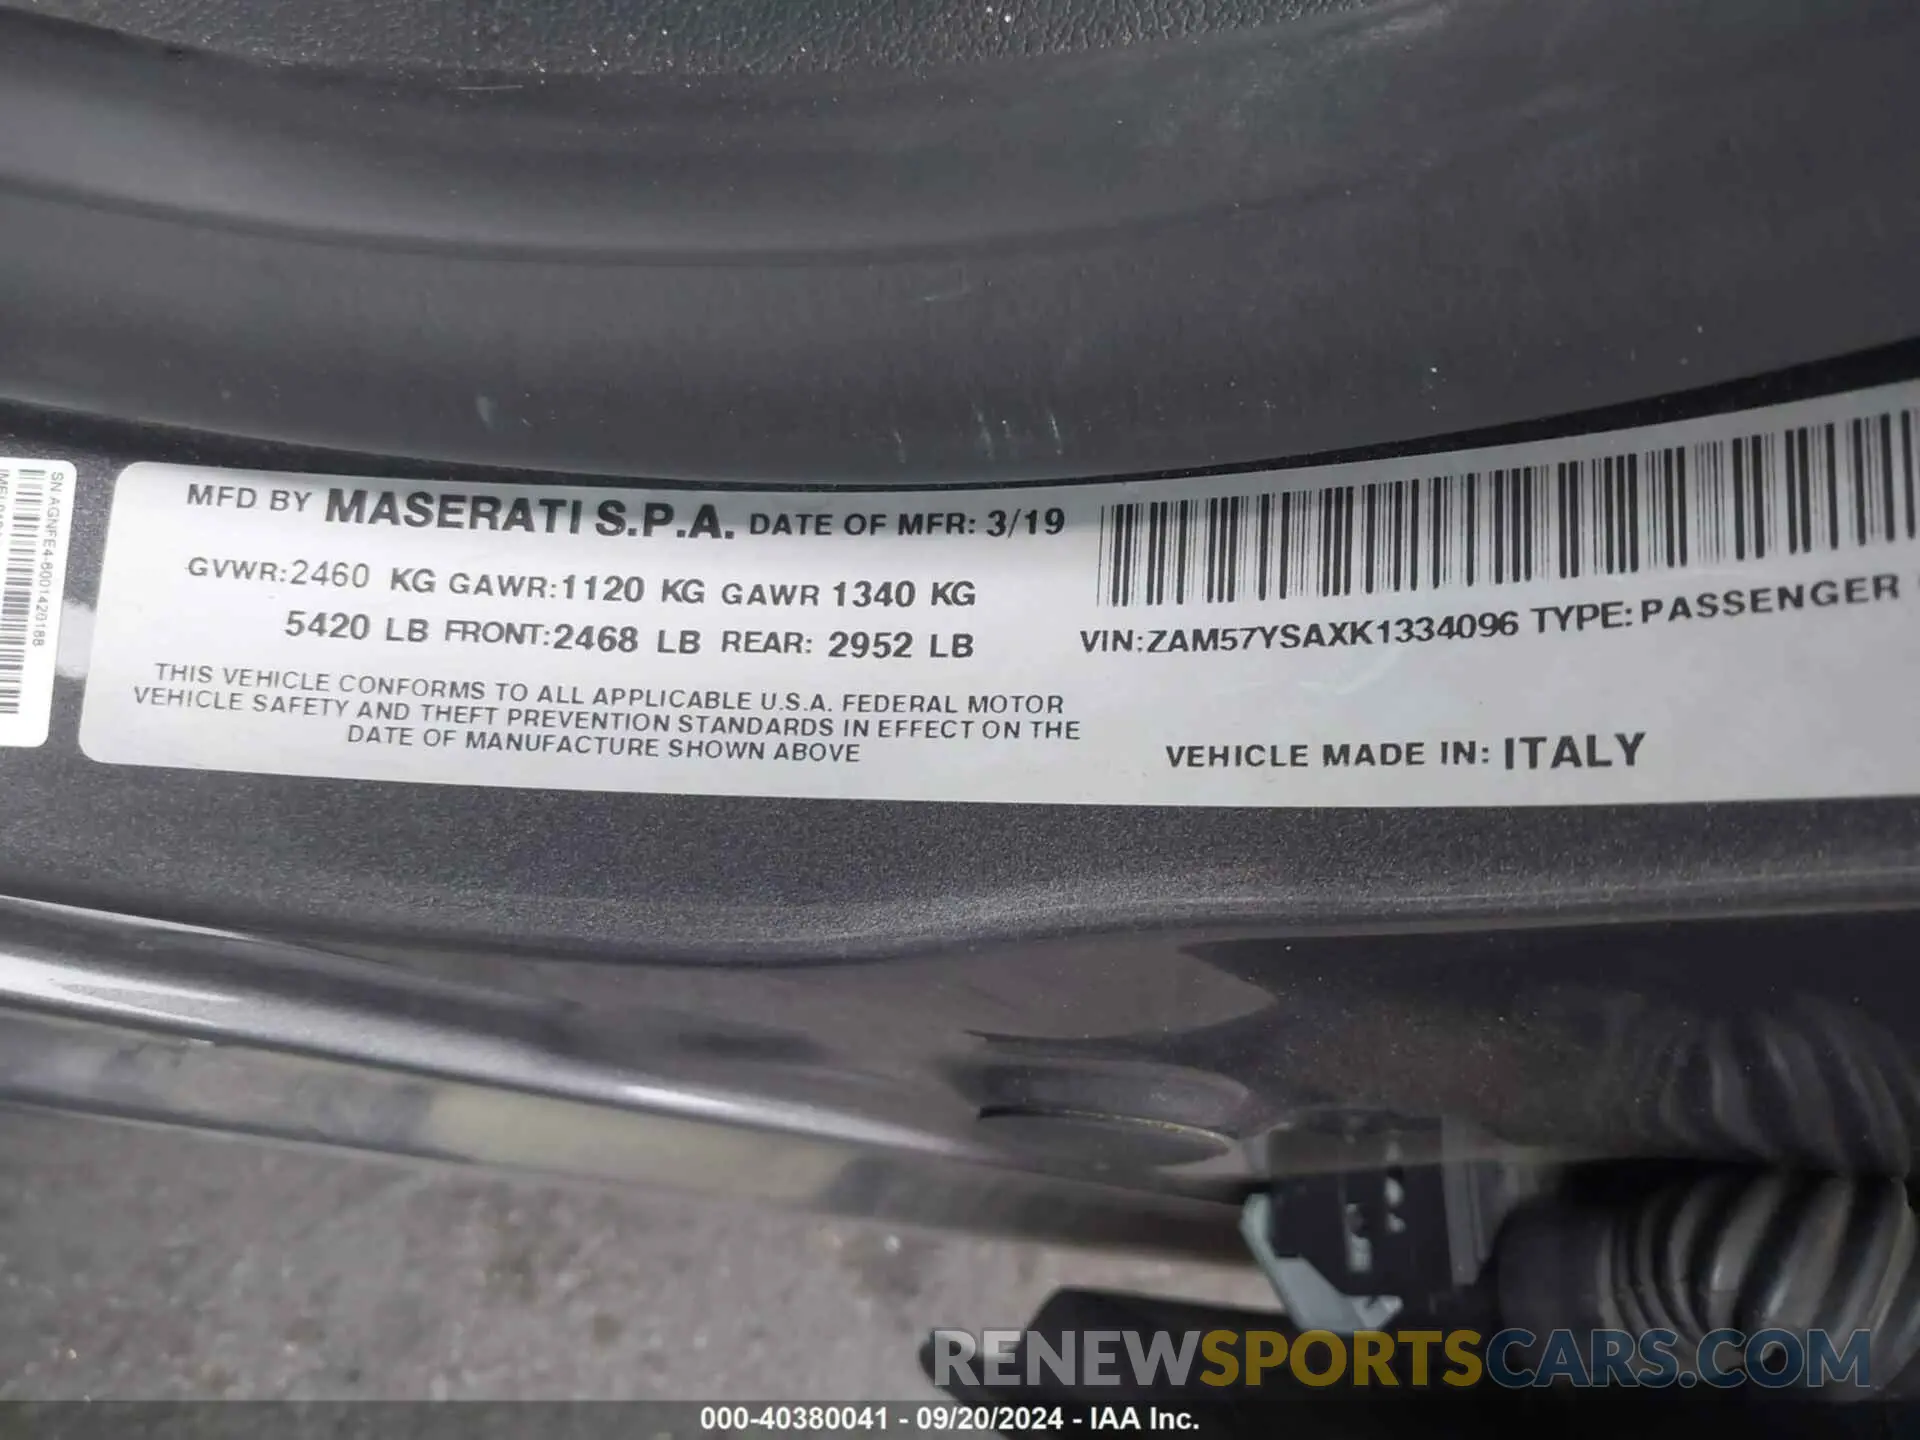 SN AGNFE4-6001420188
MFD BY MASERATI S.P.A. DATE OF MFR: 3/19
GVWR:2460 KG GAWR:1120 KG GAWR 1340 KG
5420 LB FRONT:2468 LB REAR: 2952 LB
THIS VEHICLE CONFORMS TO ALL APPLICABLE U.S.A. FEDERAL MOTOR
VEHICLE SAFETY AND THEFT PREVENTION STANDARDS IN EFFECT ON THE
DATE OF MANUFACTURE SHOWN ABOVE
VIN:ZAM57YSAXK1334096 TYPE:PASSENGER
VEHICLE MADE IN: ITALY
RENEWSPORTSCARS.COM
000-40380041 - 09/20/2024 - IAA Inc.